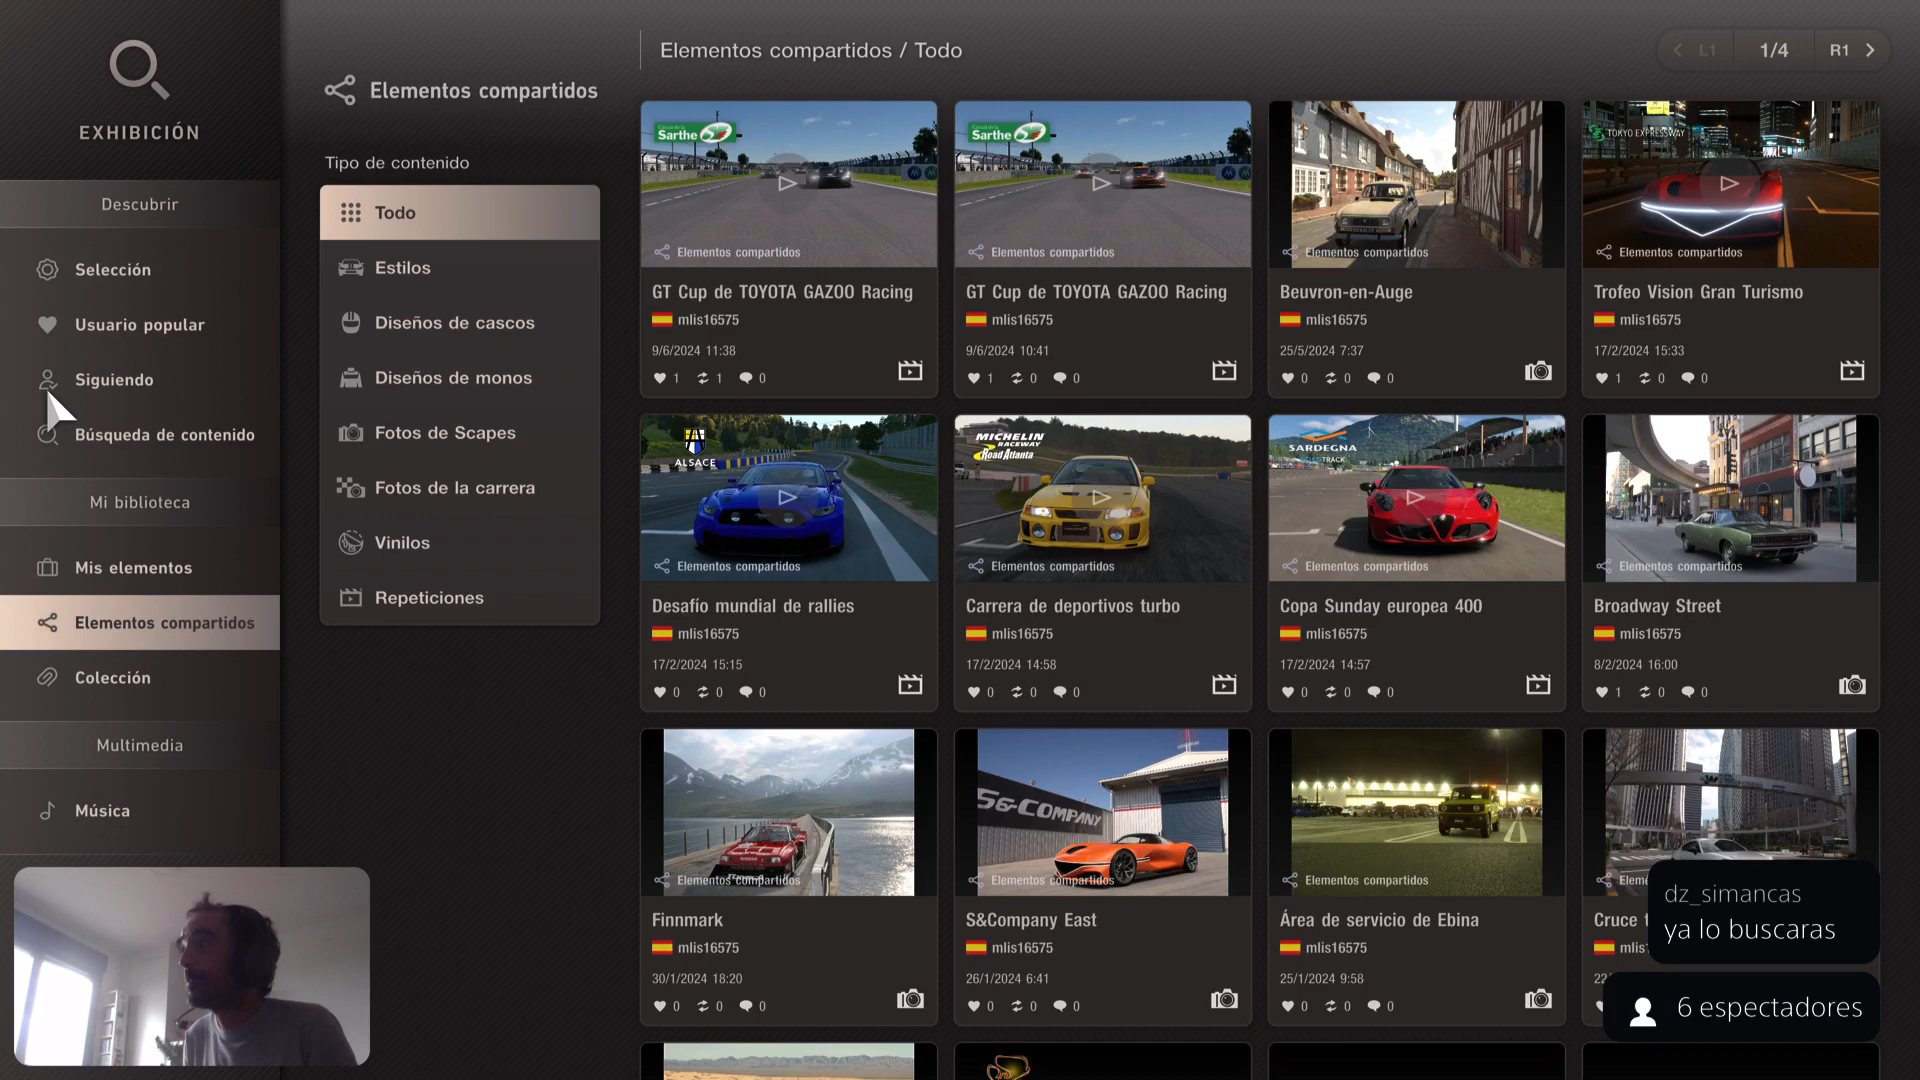 EXHIBICIÓN
Descubrir
Selección
Usuario popular
Siguiendo
Búsqueda de contenido
Mi biblioteca
Mis elementos
Elementos compartidos
Colección
Multimedia
Música
Elementos compartidos
Tipo de contenido
Todo
Estilos
Diseños de cascos
Diseños de monos
Fotos de Scapes
Fotos de la carrera
Vinilos
Repeticiones
Elementos compartidos / Todo
L1
1/4
R1
Sarthe
Elementos compartidos
GT Cup de TOYOTA GAZOO Racing
mlis16575
9/6/2024 11:38
1 1 0
Sarthe
Elementos compartidos
GT Cup de TOYOTA GAZOO Racing
mlis16575
9/6/2024 10:41
1 0 0
Elementos compartidos
Beuvron-en-Auge
mlis16575
25/5/2024 7:37
0 0 0
TOKYO EXPRESSWAY
Elementos compartidos
Trofeo Vision Gran Turismo
mlis16575
17/2/2024 15:33
1 0 0
ALSACE
Elementos compartidos
Desafío mundial de rallies
mlis16575
17/2/2024 15:15
0 0 0
MICHELIN
RACEWAY
Road Atlanta
Elementos compartidos
Carrera de deportivos turbo
mlis16575
17/2/2024 14:58
0 0 0
SARDEGNA
ROAD TRACK
Elementos compartidos
Copa Sunday europea 400
mlis16575
17/2/2024 14:57
0 0 0
Elementos compartidos
Broadway Street
mlis16575
8/2/2024 16:00
1 0 0
Elementos compartidos
Finnmark
mlis16575
30/1/2024 18:20
0 0 0
S&COMPANY
Elementos compartidos
S&Company East
mlis16575
26/1/2024 6:41
0 0 0
Elementos compartidos
Área de servicio de Ebina
mlis16575
25/1/2024 9:58
0 0 0
Cruce
dz_simancas
ya lo buscaras
6 espectadores